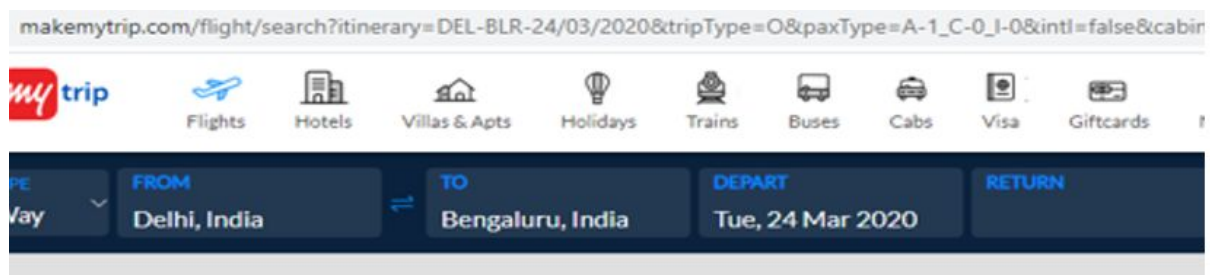 makemytrip.com/flight/search?itinerary=DEL-BLR-24/03/2020&tripType=O&paxType=A-1_C-0_I-0&intl=false&cabin
my trip
Flights Hotels Villas & Apts Holidays Trains Buses Cabs Visa Giftcards
FROM TO DEPART RETURN
Delhi, India Bengaluru, India Tue, 24 Mar 2020